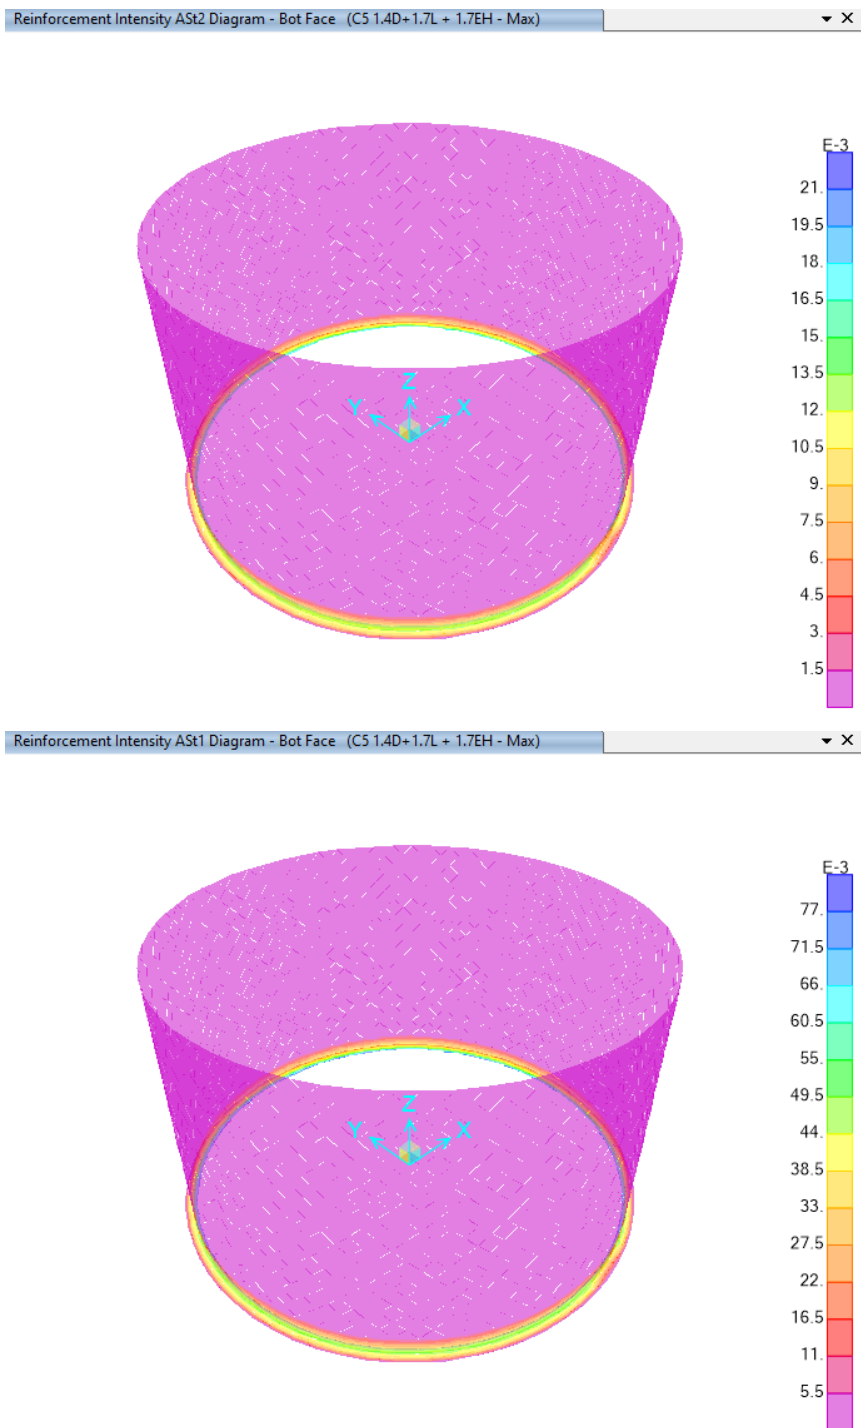 Reinforcement Intensity ASt2 Diagram - Bot Face (C5 1.4D+1.7L + 1.7EH - Max)
E-3
21.
19.5
18.
16.5
15.
13.5
12.
10.5
9.
7.5
6.
4.5
3.
1.5
Z
Y
X
Reinforcement Intensity ASt1 Diagram - Bot Face (C5 1.4D+1.7L + 1.7EH - Max)
E-3
77.
71.5
66.
60.5
55.
49.5
44.
38.5
33.
27.5
22.
16.5
11.
5.5
Z
Y
X